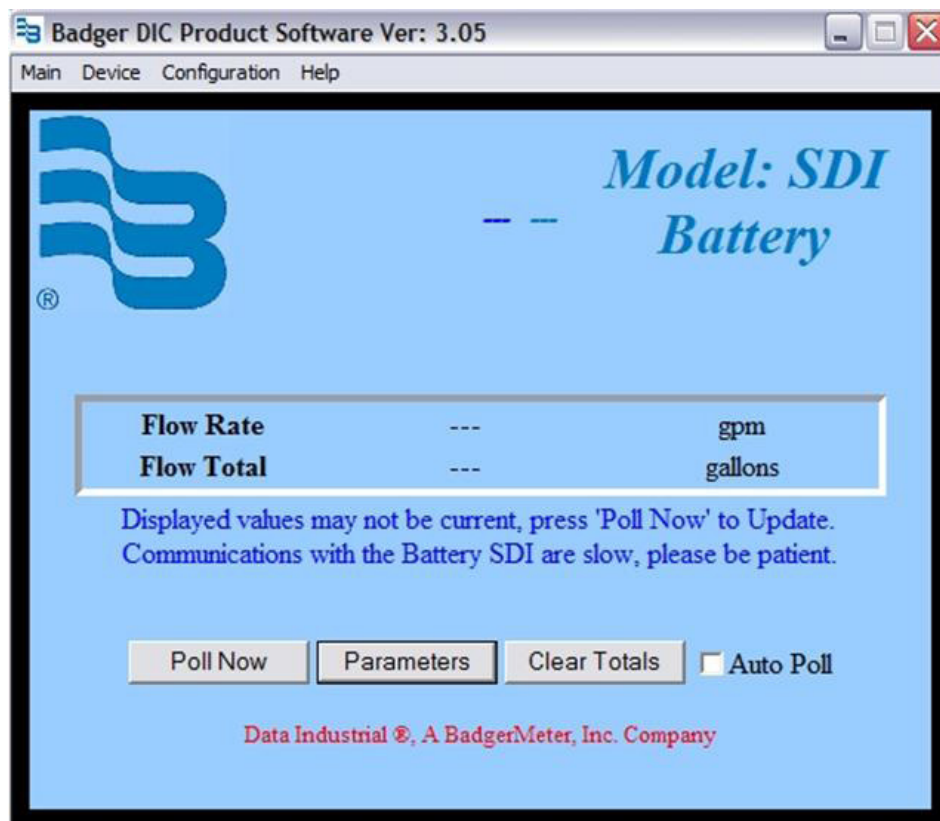 Badger DIC Product Software Ver: 3.05
Main Device Configuration Help
Model: SDI
--- --- Battery
®
Flow Rate --- gpm
Flow Total --- gallons
Displayed values may not be current, press 'Poll Now' to Update.
Communications with the Battery SDI are slow, please be patient.
Poll Now Parameters Clear Totals Auto Poll
Data Industrial ®, A BadgerMeter, Inc. Company